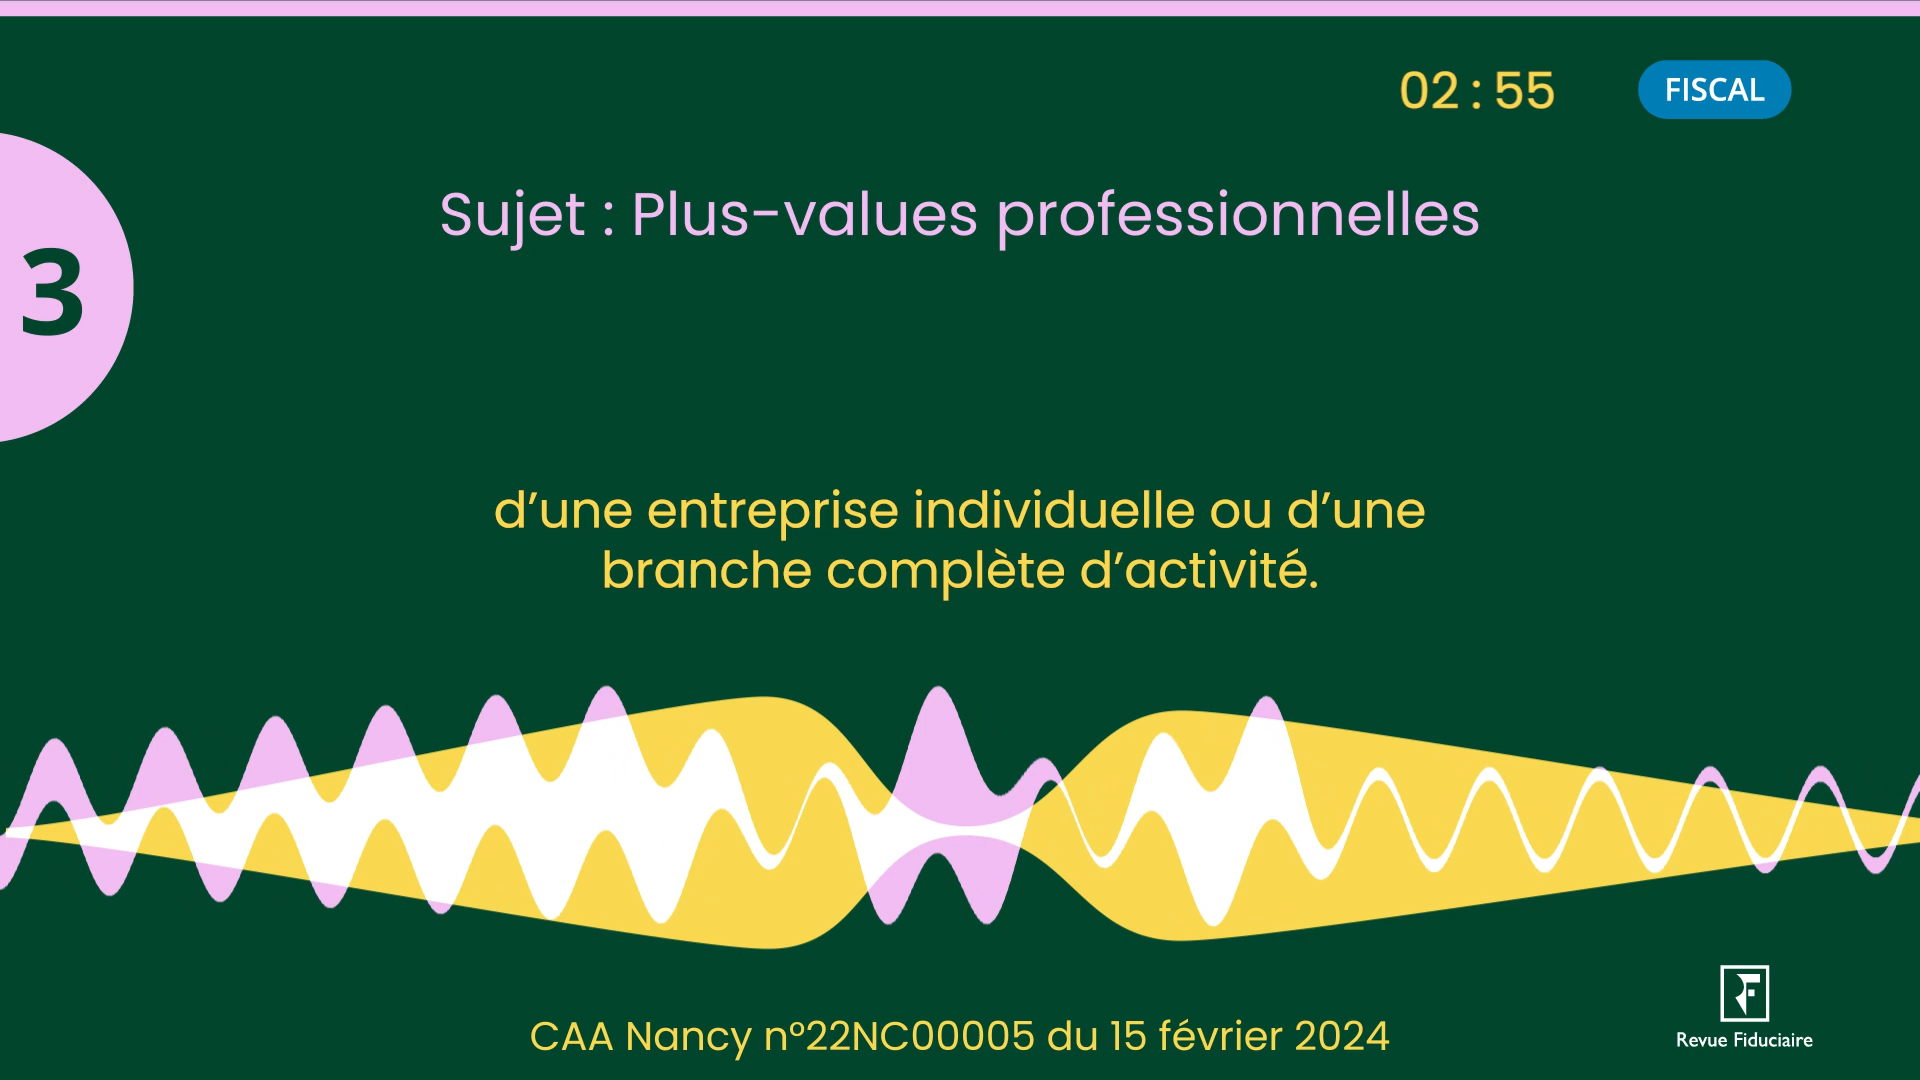 02 : 55
FISCAL
Sujet : Plus-values professionnelles
3
d’une entreprise individuelle ou d’une
branche complète d’activité.
CAA Nancy n°22NC00005 du 15 février 2024
RF
Revue Fiduciaire